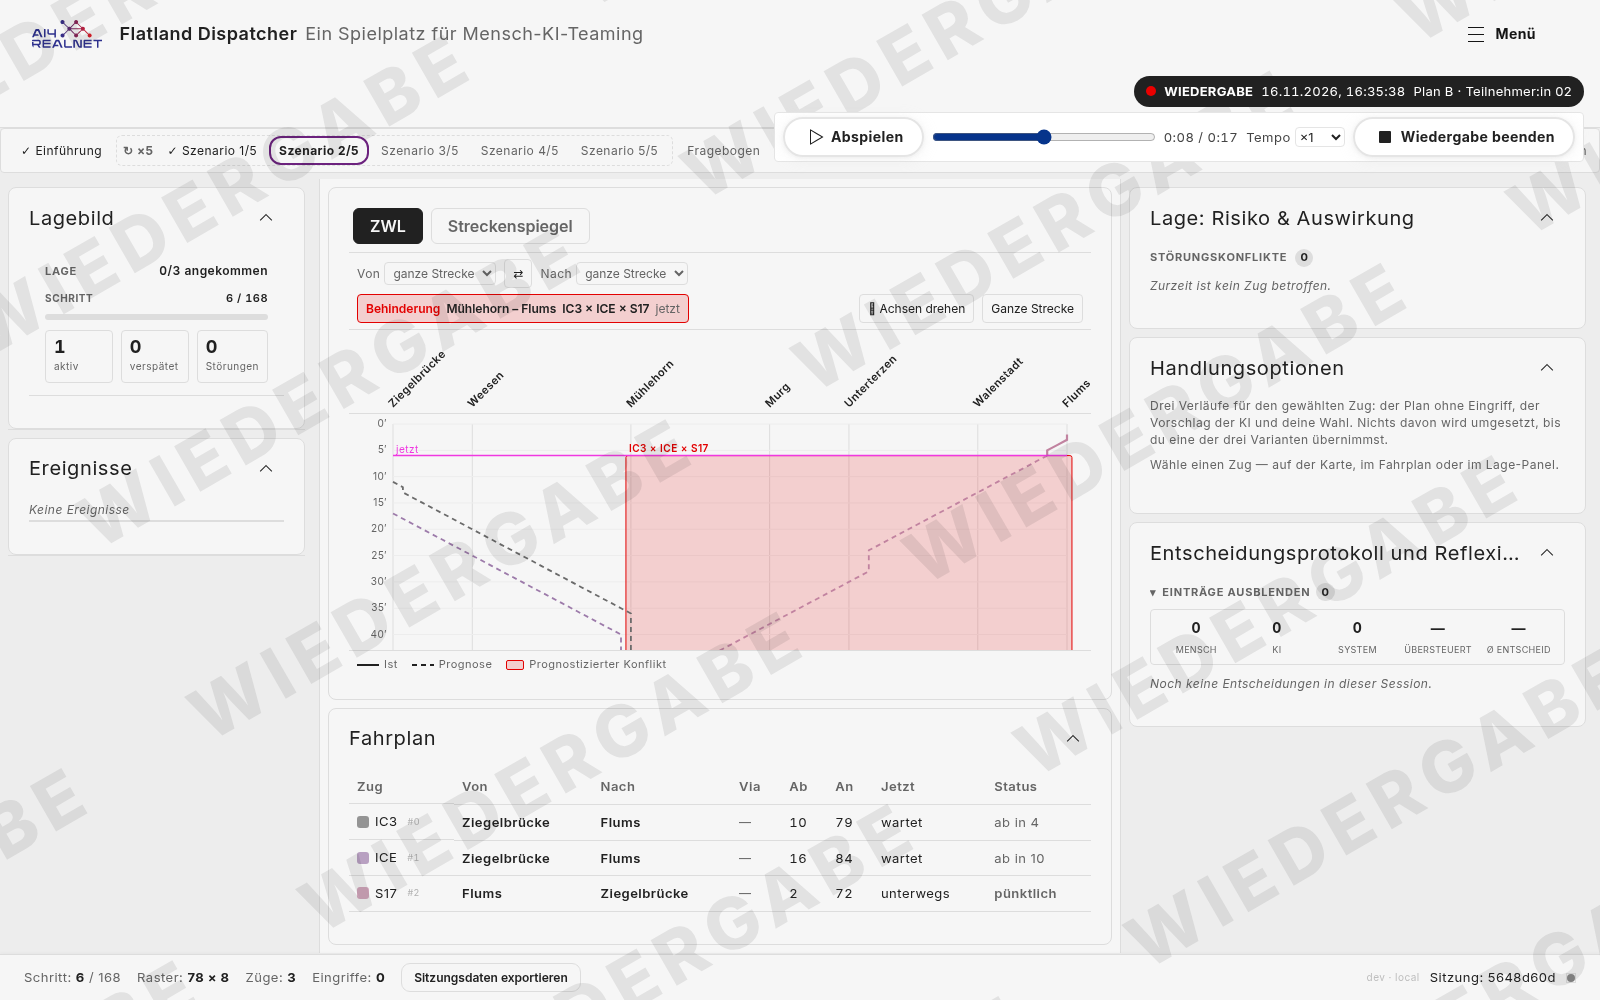 AI4
REALNET
Flatland Dispatcher Ein Spielplatz für Mensch-KI-Teaming
Menü
WIEDERGABE 16.11.2026, 16:35:38 Plan B · Teilnehmer:in 02
Abspielen 0:08 / 0:17 Tempo ×1 Wiedergabe beenden
✓ Einführung ↻ ×5 ✓ Szenario 1/5 Szenario 2/5 Szenario 3/5 Szenario 4/5 Szenario 5/5 Fragebogen
Lagebild
LAGE 0/3 angekommen
SCHRITT 6 / 168
1 0 0
aktiv verspätet Störungen
Ereignisse
Keine Ereignisse
ZWL Streckenspiegel
Von ganze Strecke ⇄ Nach ganze Strecke
Behinderung Mühlehorn – Flums IC3 × ICE × S17 jetzt
Achsen drehen Ganze Strecke
Ziegelbrücke Weesen Mühlehorn Murg Unterterzen Walenstadt Flums
0'
5'
10'
15'
20'
25'
30'
35'
40'
jetzt
IC3 × ICE × S17
Ist Prognose Prognostizierter Konflikt
Fahrplan
Zug Von Nach Via Ab An Jetzt Status
IC3 #0 Ziegelbrücke Flums — 10 79 wartet ab in 4
ICE #1 Ziegelbrücke Flums — 16 84 wartet ab in 10
S17 #2 Flums Ziegelbrücke — 2 72 unterwegs pünktlich
Lage: Risiko & Auswirkung
STÖRUNGSKONFLIKTE 0
Zurzeit ist kein Zug betroffen.
Handlungsoptionen
Drei Verläufe für den gewählten Zug: der Plan ohne Eingriff, der
Vorschlag der KI und deine Wahl. Nichts davon wird umgesetzt, bis
du eine der drei Varianten übernimmst.
Wähle einen Zug — auf der Karte, im Fahrplan oder im Lage-Panel.
Entscheidungsprotokoll und Reflexi…
▾ EINTRÄGE AUSBLENDEN 0
0 0 0 — —
MENSCH KI SYSTEM ÜBERSTEUERT Ø ENTSCHEID
Noch keine Entscheidungen in dieser Session.
Schritt: 6 / 168 Raster: 78 × 8 Züge: 3 Eingriffe: 0 Sitzungsdaten exportieren
dev · local Sitzung: 5648d60d
WIEDERGABE